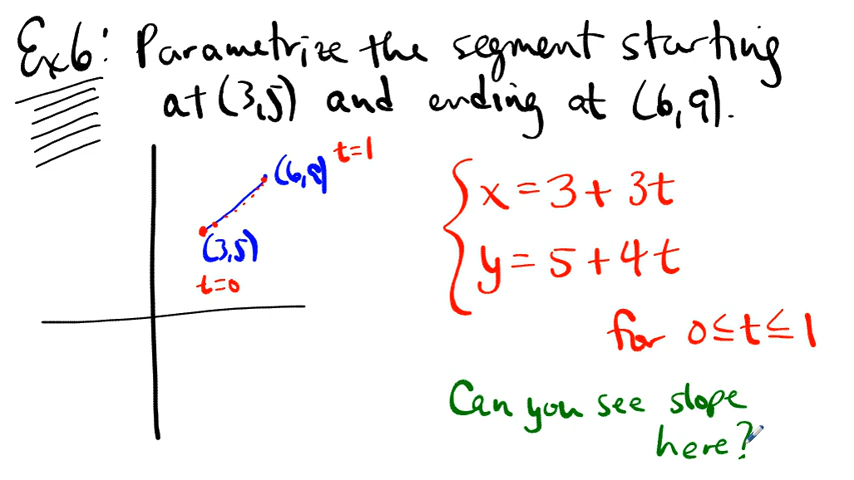 Ex6: Parametrize the segment starting
at (3,5) and ending at (6,9).
t=1
(6,9)
(3,5)
t=0
{ x = 3 + 3t
y = 5 + 4t
for 0≤t≤1
Can you see slope
here?